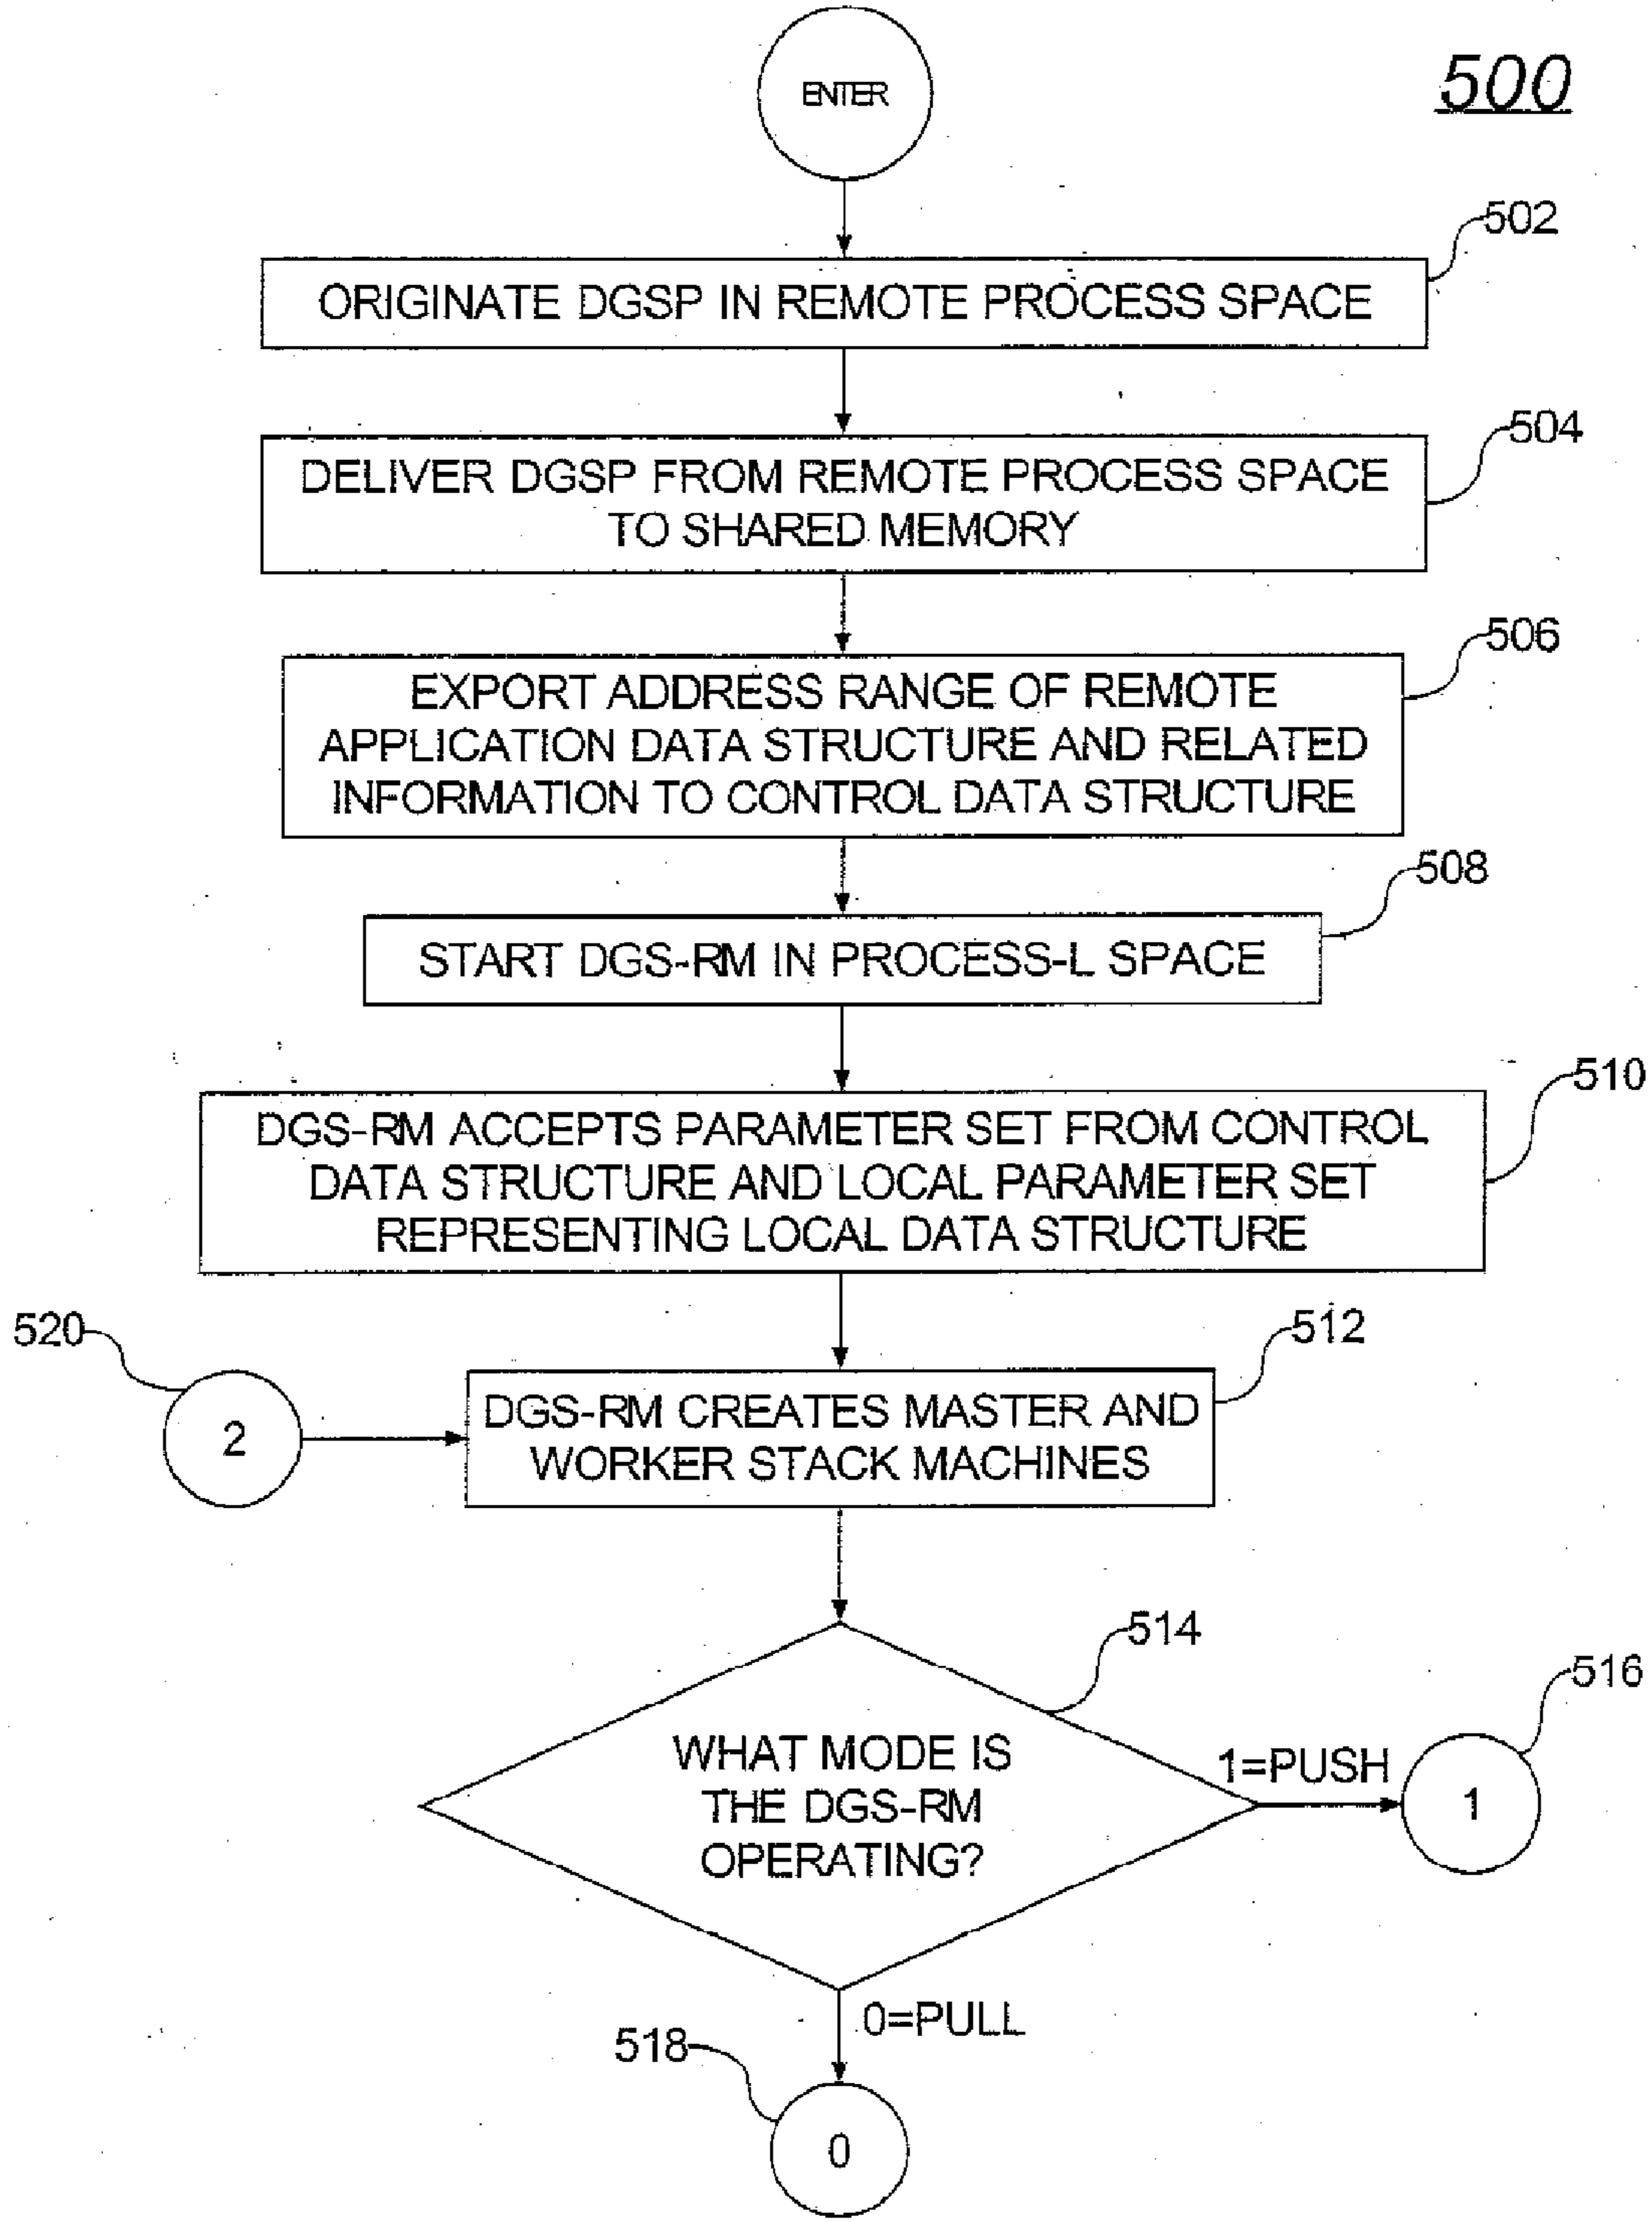 ENTER
500
502
ORIGINATE DGSP IN REMOTE PROCESS SPACE
504
DELIVER DGSP FROM REMOTE PROCESS SPACE
TO SHARED MEMORY
506
EXPORT ADDRESS RANGE OF REMOTE
APPLICATION DATA STRUCTURE AND RELATED
INFORMATION TO CONTROL DATA STRUCTURE
508
START DGS-RM IN PROCESS-L SPACE
510
DGS-RM ACCEPTS PARAMETER SET FROM CONTROL
DATA STRUCTURE AND LOCAL PARAMETER SET
REPRESENTING LOCAL DATA STRUCTURE
520
512
2
DGS-RM CREATES MASTER AND
WORKER STACK MACHINES
514
516
WHAT MODE IS
THE DGS-RM
OPERATING?
1=PUSH
1
0=PULL
518
0